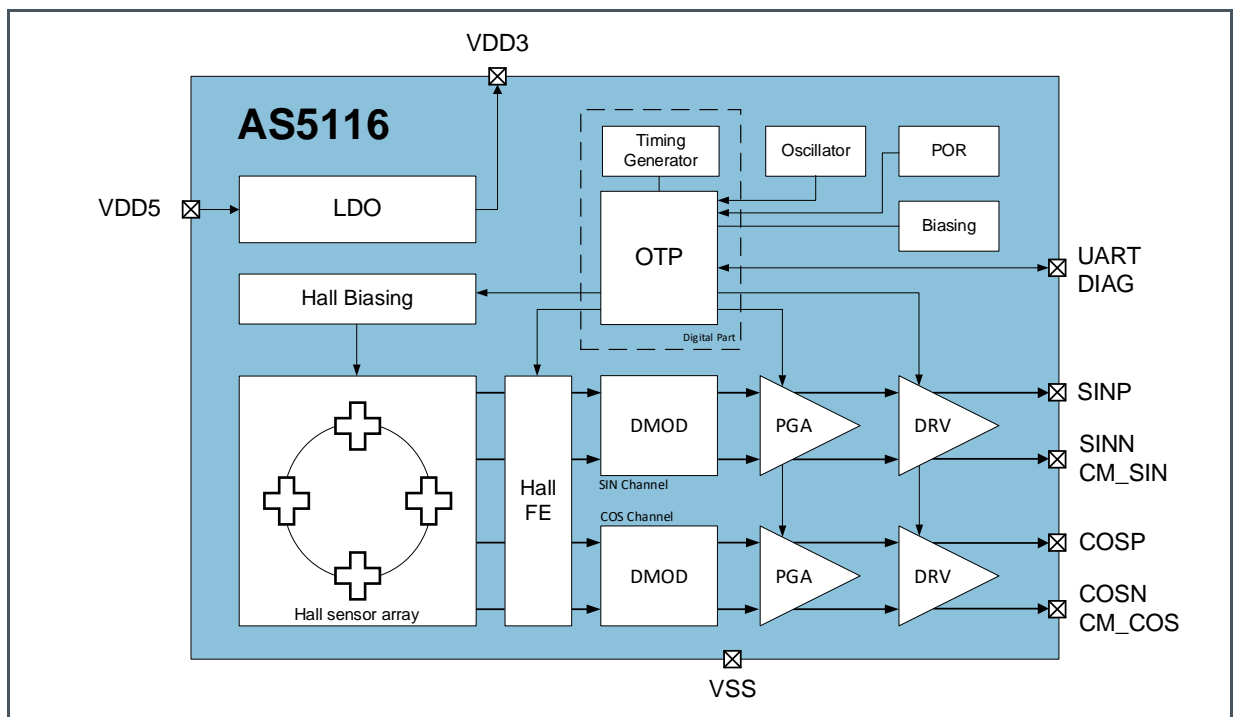 VDD3
AS5116
Timing
Generator
Oscillator
POR
VDD5
LDO
OTP
Biasing
UART
DIAG
Hall Biasing
Digital Part
DMOD
PGA
DRV
SINP
SINN
CM_SIN
SIN Channel
Hall
FE
COS Channel
DMOD
PGA
DRV
COSP
COSN
CM_COS
Hall sensor array
VSS